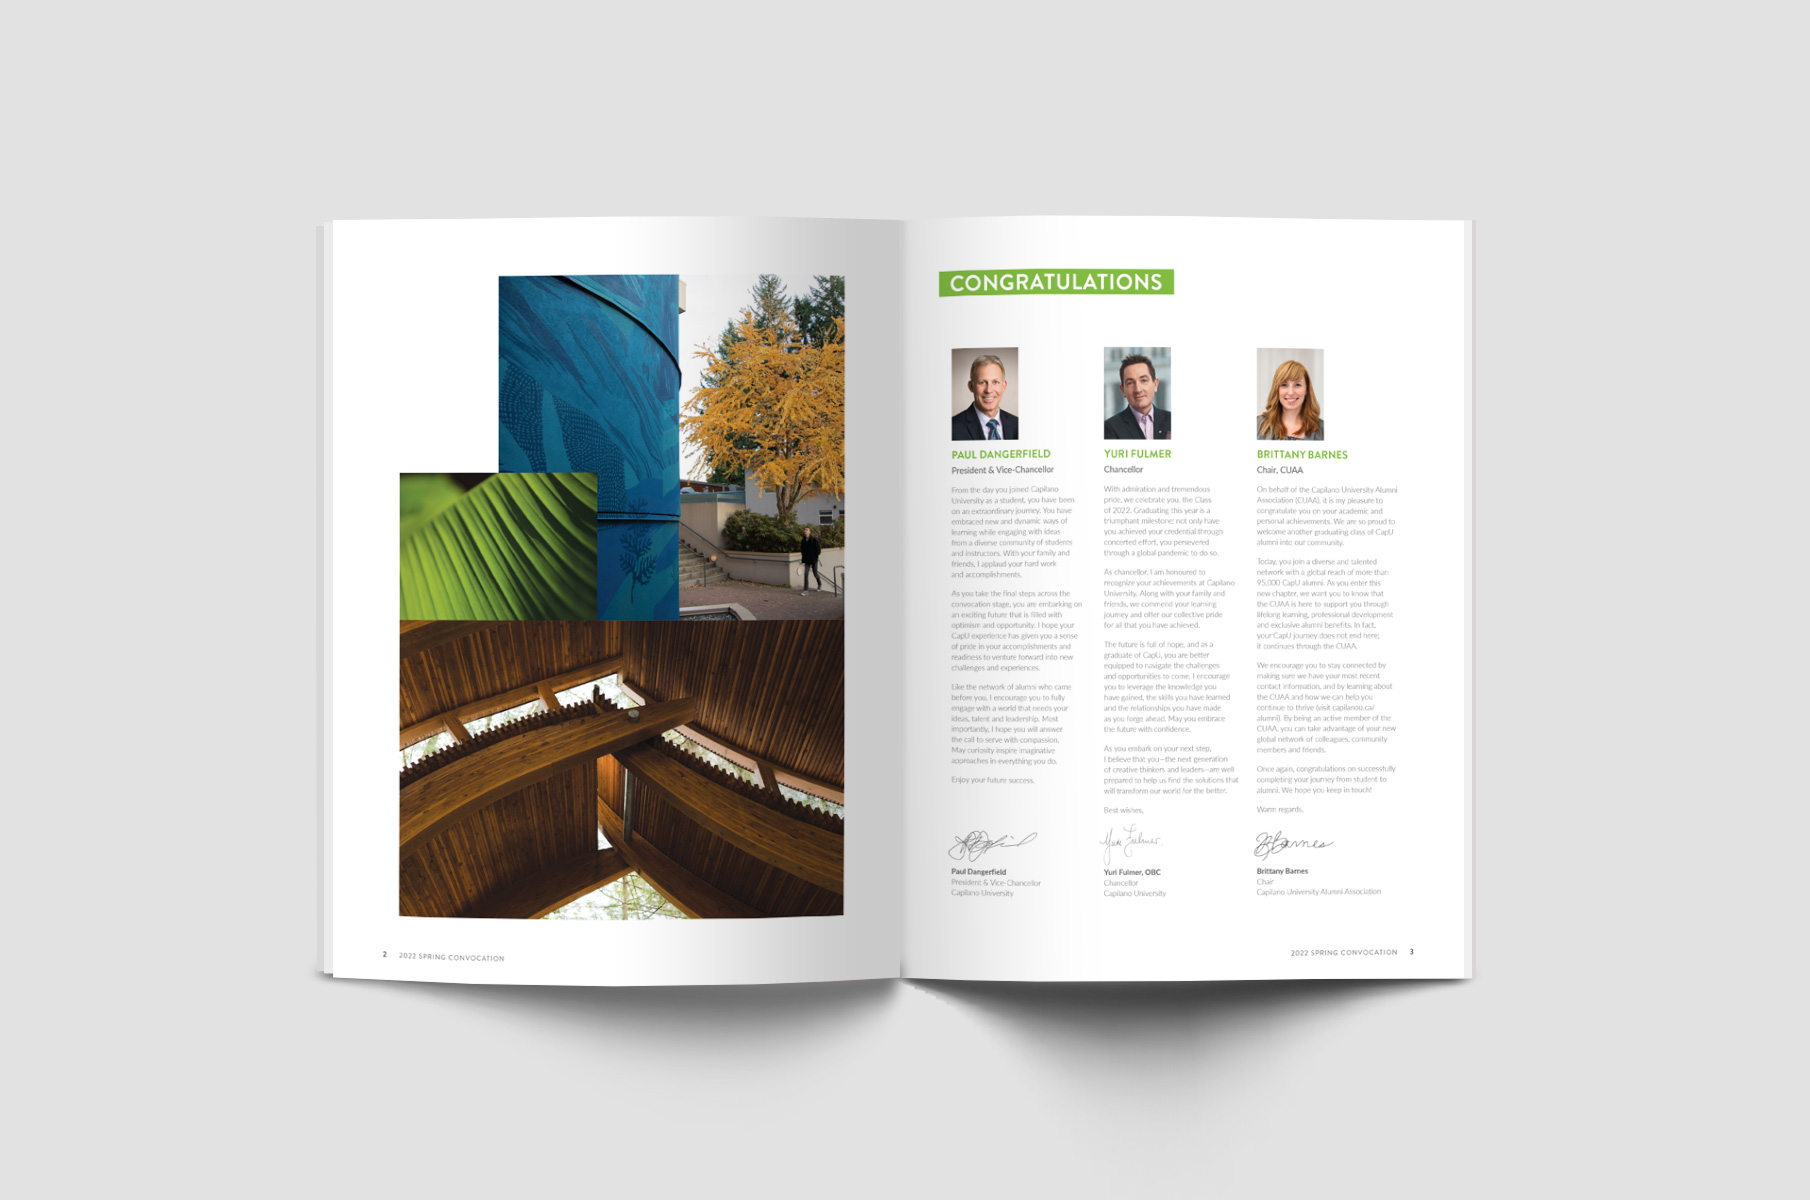 CONGRATULATIONS
PAUL DANGERFIELD
President & Vice-Chancellor
From the day you joined Capilano
University as a student, you have been
on an extraordinary journey. You have
embraced new and dynamic ways of
learning while engaging with ideas
from a diverse community of students
and instructors. With your family and
friends, I applaud your hard work
and accomplishments.
As you take the final steps across the
convocation stage, you are embarking on
an exciting future that is filled with
optimism and opportunity. I hope your
CapU experience has given you a sense
of pride in your accomplishments and
readiness to venture forward into new
challenges and experiences.
Like the network of alumni who came
before you, I encourage you to fully
engage with a world that needs your
ideas, talent and leadership. Most
importantly, I hope you will answer
the call to serve with compassion.
May curiosity inspire imaginative
approaches in everything you do.
Enjoy your future success.
Paul Dangerfield
President & Vice-Chancellor
Capilano University
YURI FULMER
Chancellor
With admiration and tremendous
pride, we celebrate you, the Class
of 2022. Graduating this year is a
triumphant milestone: not only have
you achieved your credential through
concerted effort, you persevered
through a global pandemic to do so.
As chancellor, I am honoured to
recognize your achievements at Capilano
University. Along with your family and
friends, we commend your learning
journey and offer our collective pride
for all that you have achieved.
The future is full of hope, and as a
graduate of CapU, you are better
equipped to navigate the challenges
and opportunities to come. I encourage
you to leverage the knowledge you
have gained, the skills you have learned
and the relationships you have made
as you forge ahead. May you embrace
the future with confidence.
As you embark on your next step,
I believe that you—the next generation
of creative thinkers and leaders—are well
prepared to help us find the solutions that
will transform our world for the better.
Best wishes,
Yuri Fulmer
Yuri Fulmer, OBC
Chancellor
Capilano University
BRITTANY BARNES
Chair, CUAA
On behalf of the Capilano University Alumni
Association (CUAA), it is my pleasure to
congratulate you on your academic and
personal achievements. We are so proud to
welcome another graduating class of CapU
alumni into our community.
Today, you join a diverse and talented
network with a global reach of more than
95,000 CapU alumni. As you enter this
new chapter, we want you to know that
the CUAA is here to support you through
lifelong learning, professional development
and exclusive alumni benefits. In fact,
your CapU journey does not end here;
it continues through the CUAA.
We encourage you to stay connected by
making sure we have your most recent
contact information, and by learning about
the CUAA and how we can help you
continue to thrive (visit capilanou.ca/
alumni). By being an active member of the
CUAA, you can take advantage of your new
global network of colleagues, community
members and friends.
Once again, congratulations on successfully
completing your journey from student to
alumni. We hope you keep in touch!
Warm regards,
BBarnes
Brittany Barnes
Chair
Capilano University Alumni Association
2 2022 SPRING CONVOCATION
2022 SPRING CONVOCATION 3